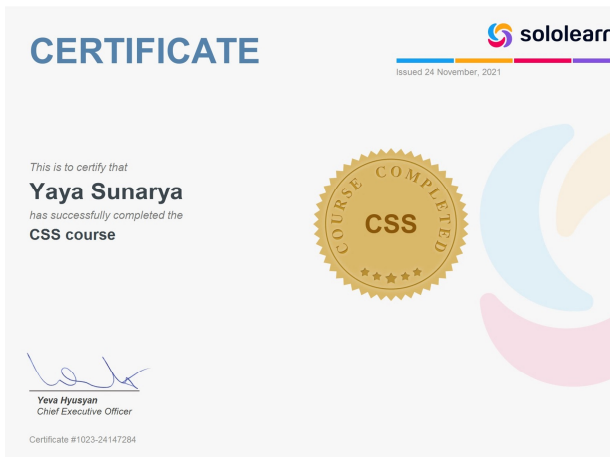 CERTIFICATE
sololearn
Issued 24 November, 2021
This is to certify that
Yaya Sunarya
has successfully completed the
CSS course
COURSE COMPLETED
CSS
Yeva Hyusyan
Chief Executive Officer
Certificate #1023-24147284